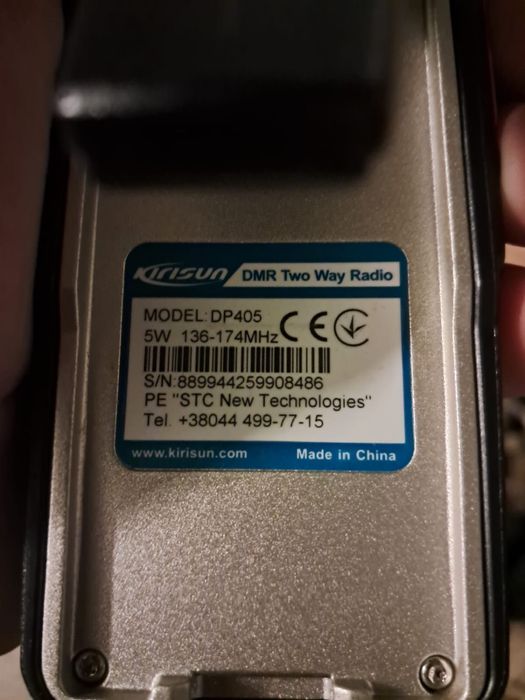 Kirisun DMR Two Way Radio
MODEL: DP405
5W 136-174MHz CE
S/N:889944259908486
PE "STC New Technologies"
Tel. +38044 499-77-15
www.kirisun.com Made in China